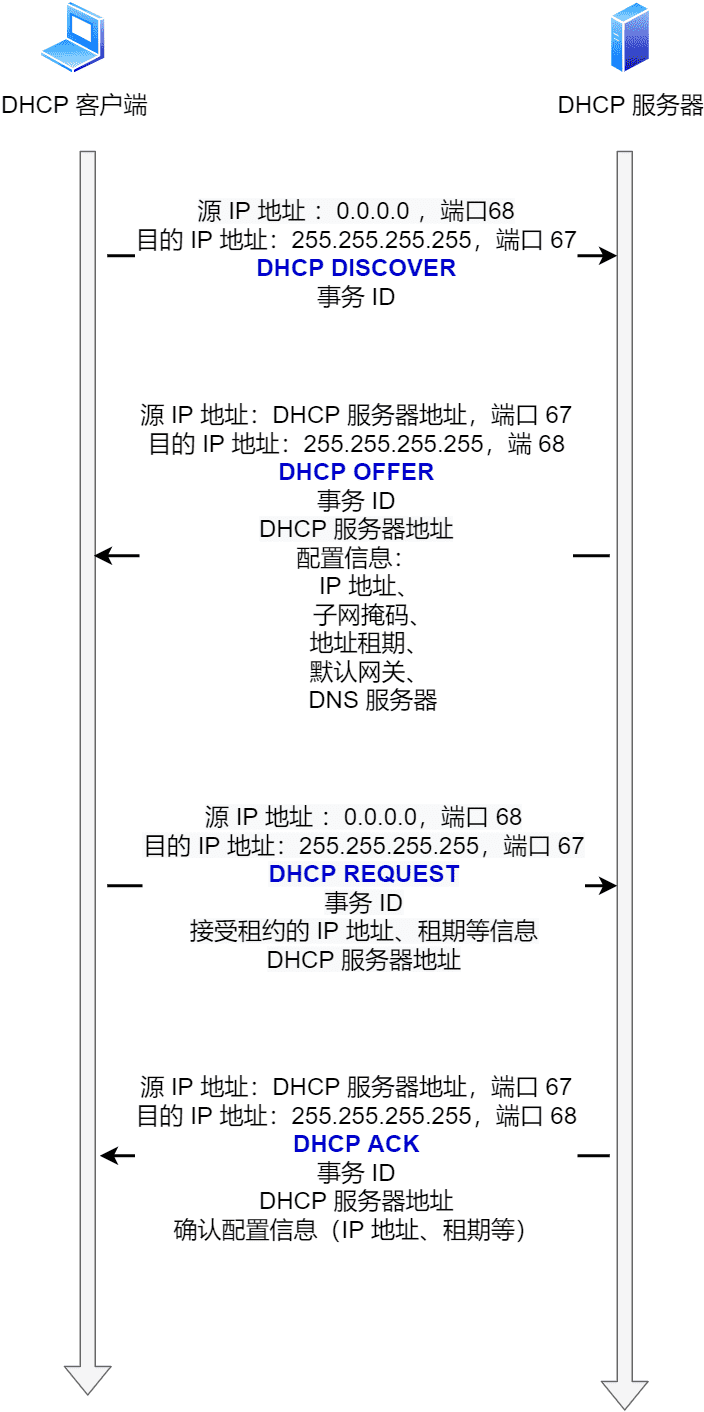 DHCP 客户端
DHCP 服务器
源 IP 地址 ：0.0.0.0 ，端口68
目的 IP 地址：255.255.255.255，端口 67
DHCP DISCOVER
事务 ID
源 IP 地址：DHCP 服务器地址，端口 67
目的 IP 地址：255.255.255.255，端 68
DHCP OFFER
事务 ID
DHCP 服务器地址
配置信息：
IP 地址、
子网掩码、
地址租期、
默认网关、
DNS 服务器
源 IP 地址 ：0.0.0.0，端口 68
目的 IP 地址：255.255.255.255，端口 67
DHCP REQUEST
事务 ID
接受租约的 IP 地址、租期等信息
DHCP 服务器地址
源 IP 地址：DHCP 服务器地址，端口 67
目的 IP 地址：255.255.255.255，端口 68
DHCP ACK
事务 ID
DHCP 服务器地址
确认配置信息（IP 地址、租期等）